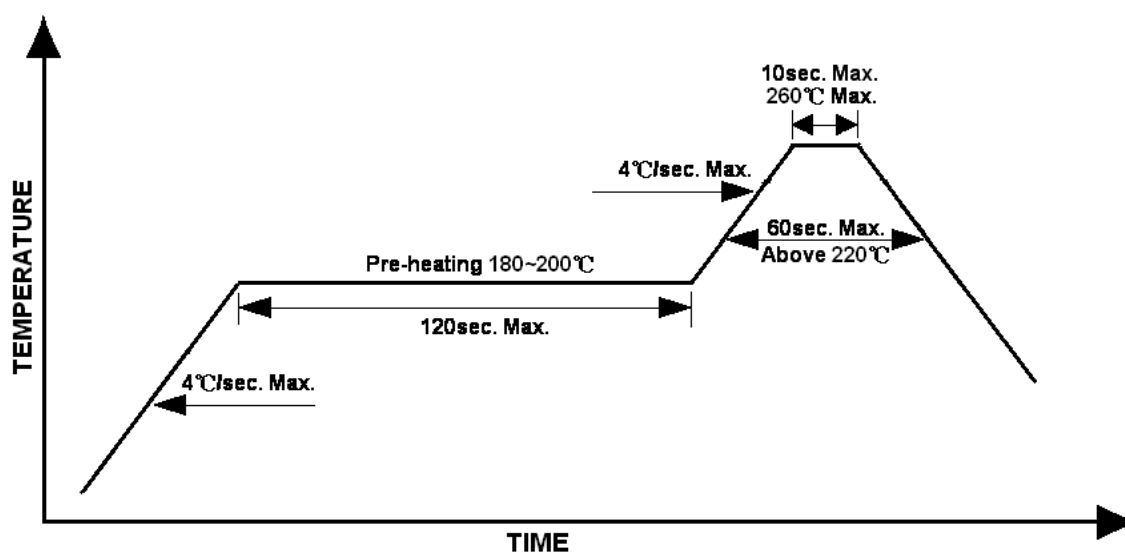 10sec. Max.
260℃ Max.
4℃/sec. Max.
60sec. Max.
Above 220℃
Pre-heating 180~200℃
120sec. Max.
4℃/sec. Max.
TEMPERATURE
TIME